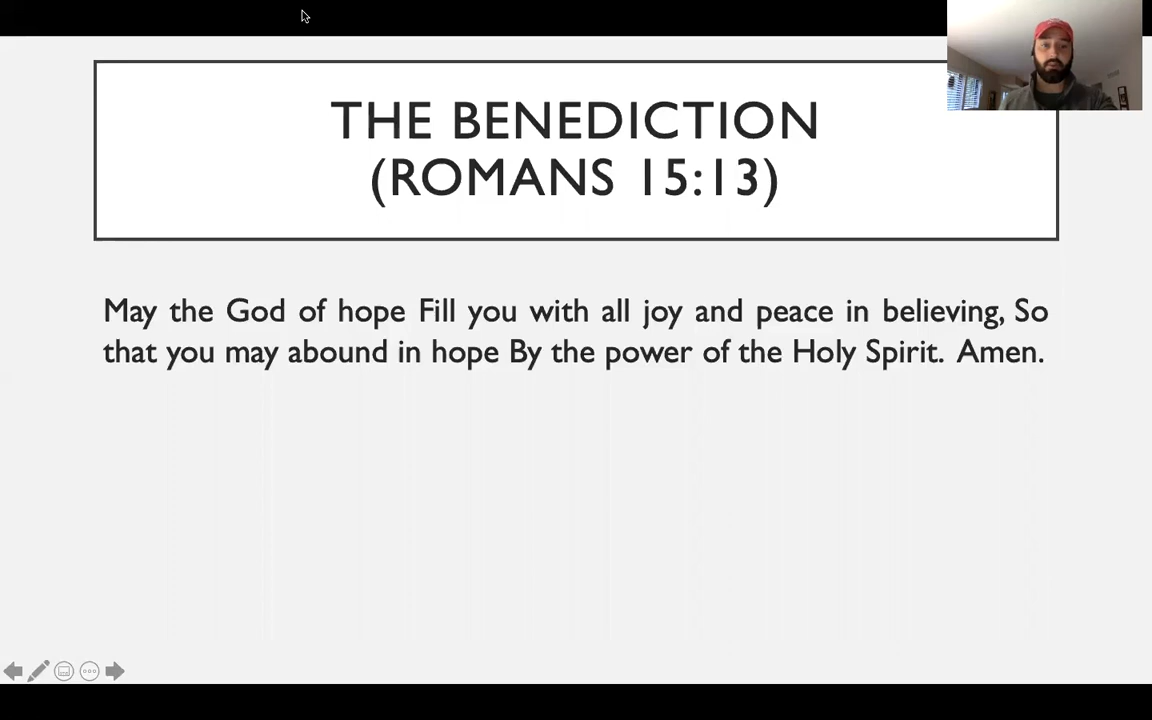 THE BENEDICTION
(ROMANS 15:13)
May the God of hope Fill you with all joy and peace in believing, So
that you may abound in hope By the power of the Holy Spirit. Amen.